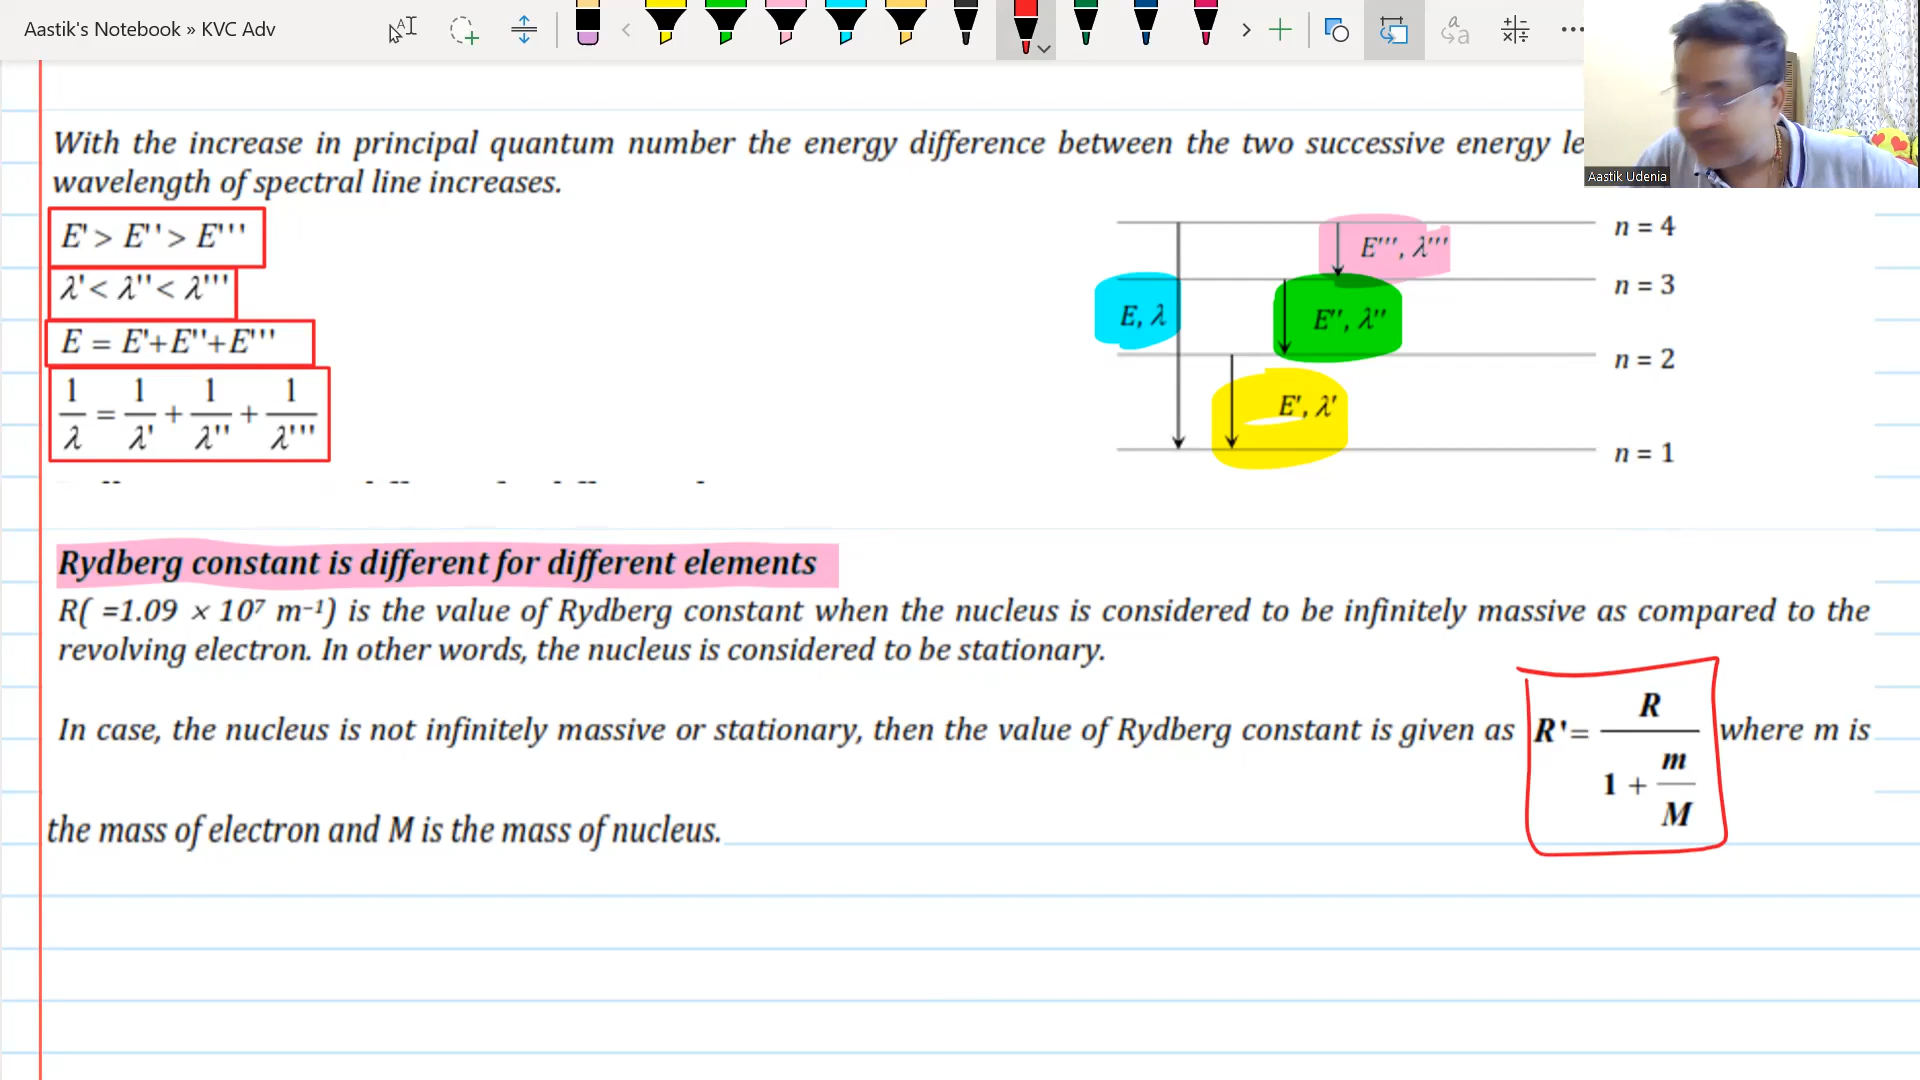 Aastik's Notebook » KVC Adv
Aastik Udenia
With the increase in principal quantum number the energy difference between the two successive energy
wavelength of spectral line increases.
E' > E'' > E'''
λ' < λ'' < λ'''
E = E'+E''+E'''
1/λ = 1/λ' + 1/λ'' + 1/λ'''
n = 4
E''', λ'''
n = 3
E, λ
E'', λ''
n = 2
E', λ'
n = 1
Rydberg constant is different for different elements
R( =1.09 × 10⁷ m⁻¹) is the value of Rydberg constant when the nucleus is considered to be infinitely massive as compared to the
revolving electron. In other words, the nucleus is considered to be stationary.
In case, the nucleus is not infinitely massive or stationary, then the value of Rydberg constant is given as R' = R/(1 + m/M) where m is
the mass of electron and M is the mass of nucleus.